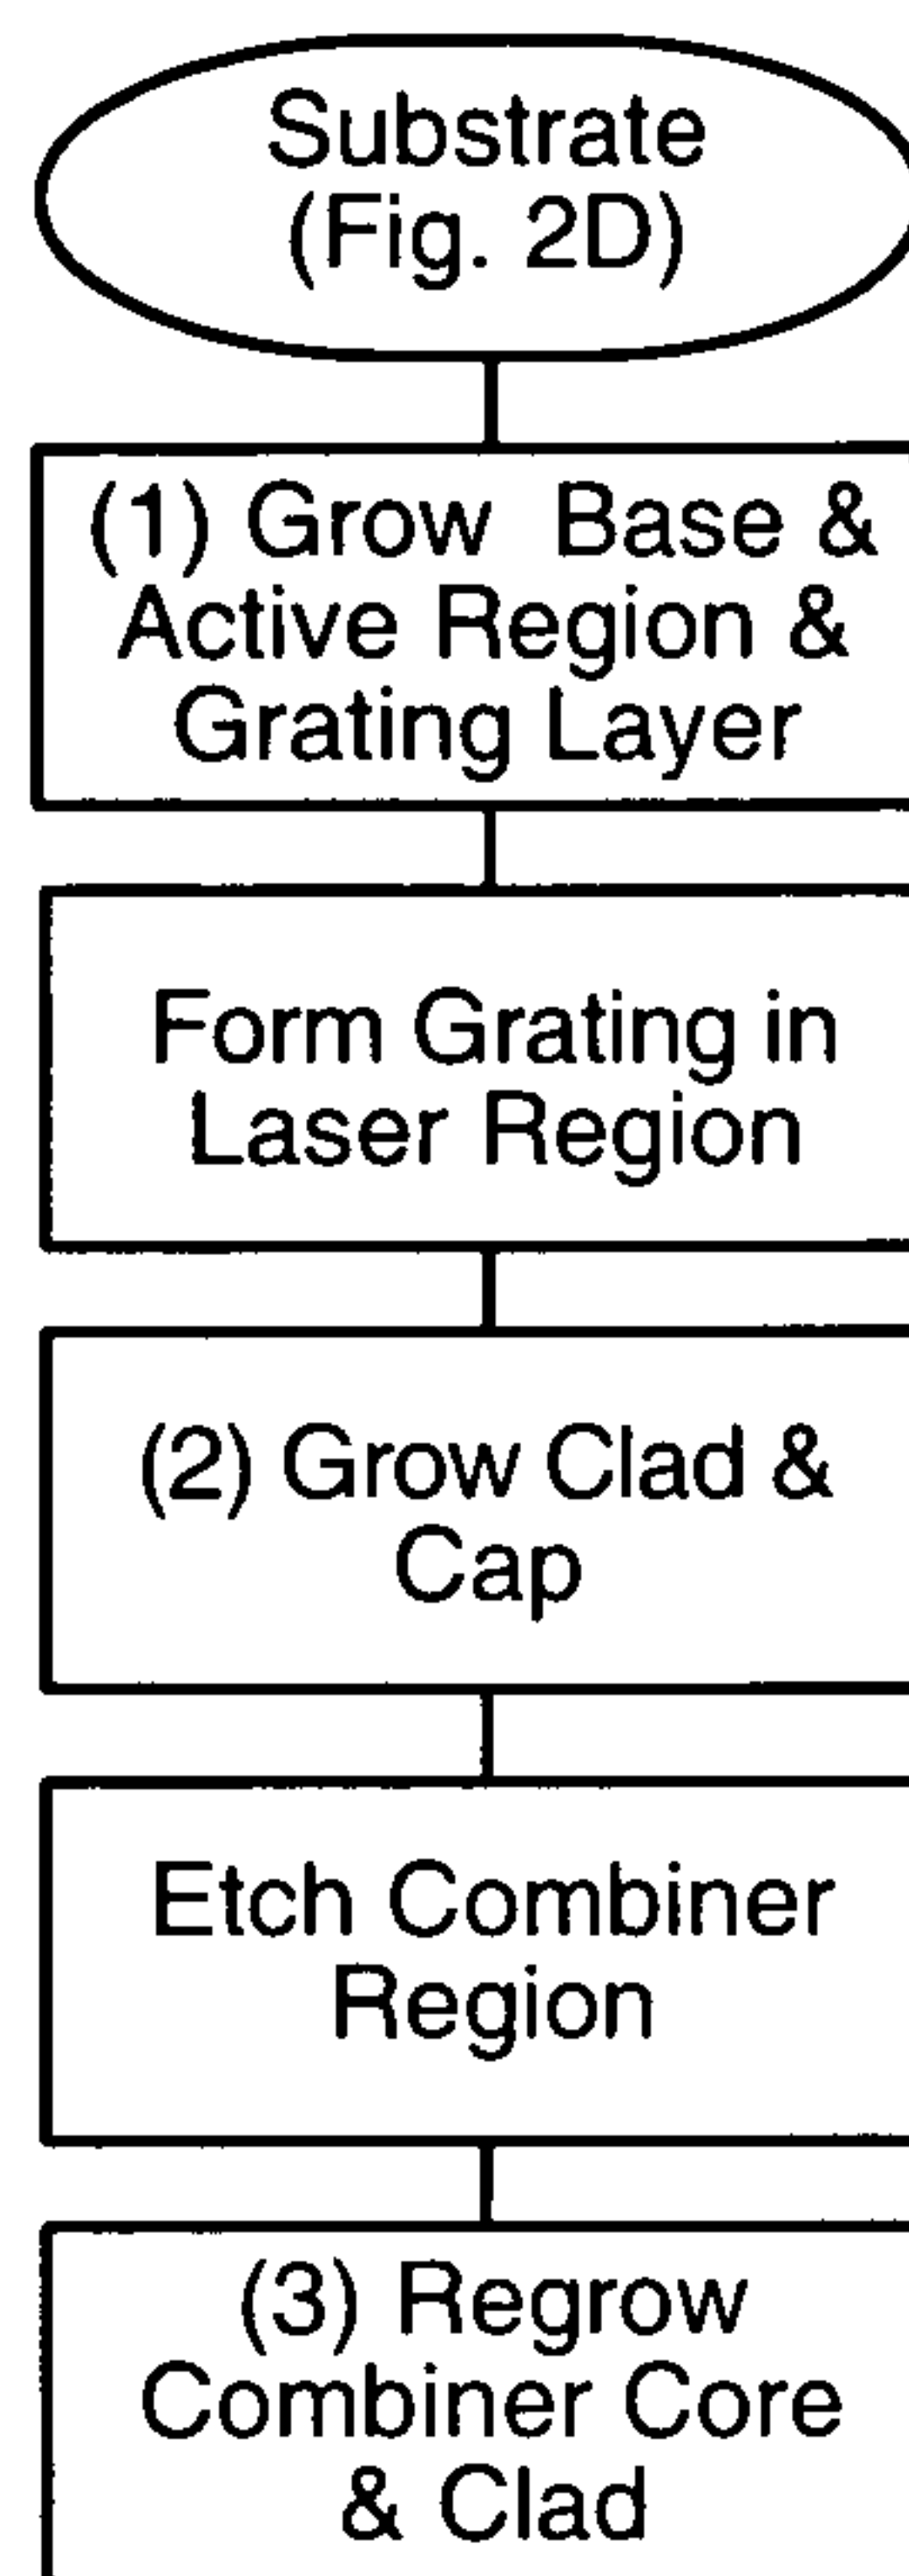 Substrate
(Fig. 2D)
(1) Grow Base &
Active Region &
Grating Layer
Form Grating in
Laser Region
(2) Grow Clad &
Cap
Etch Combiner
Region
(3) Regrow
Combiner Core
& Clad